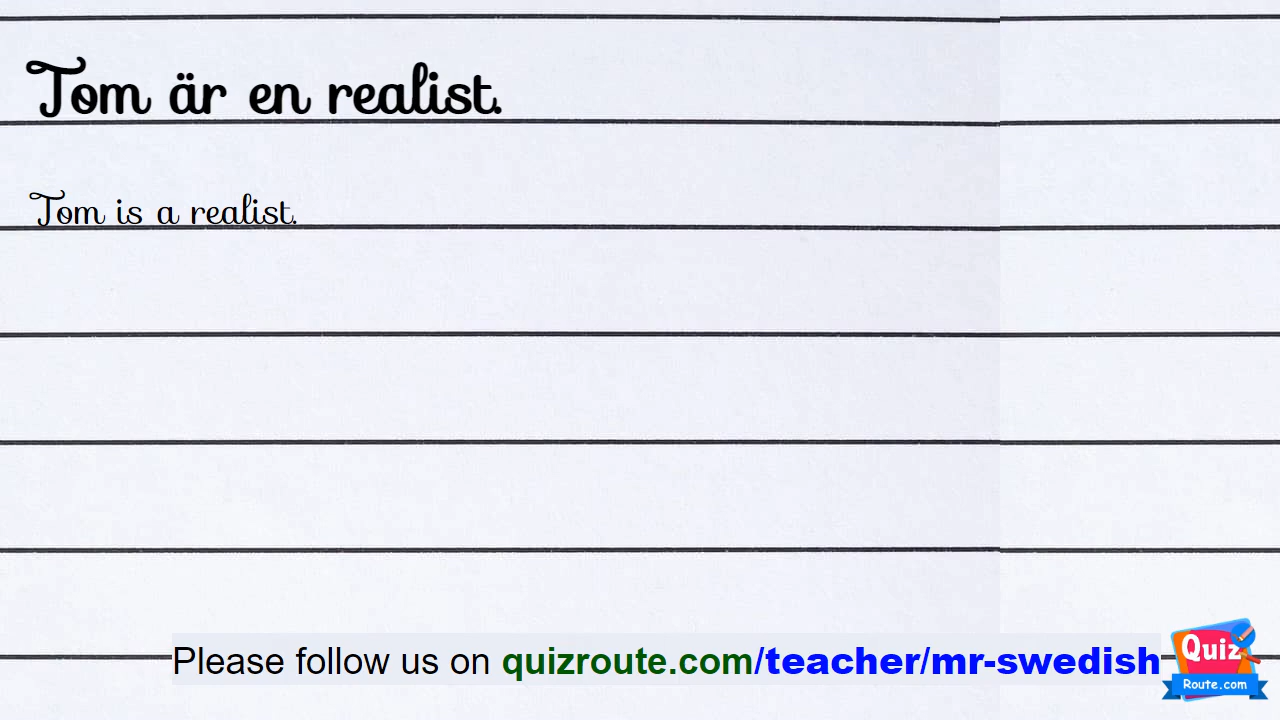 Tom är en realist.
Tom is a realist.
Please follow us on quizroute.com/teacher/mr-swedish
Quiz
Route.com